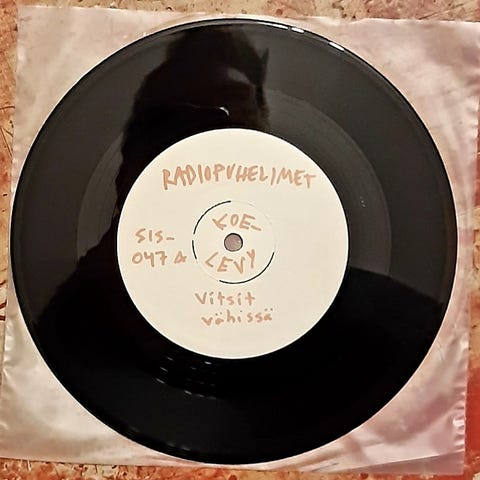 RADIOPUHELIMET
KOE-
LEVY
SIS-
047 A
Vitsit
vähissä